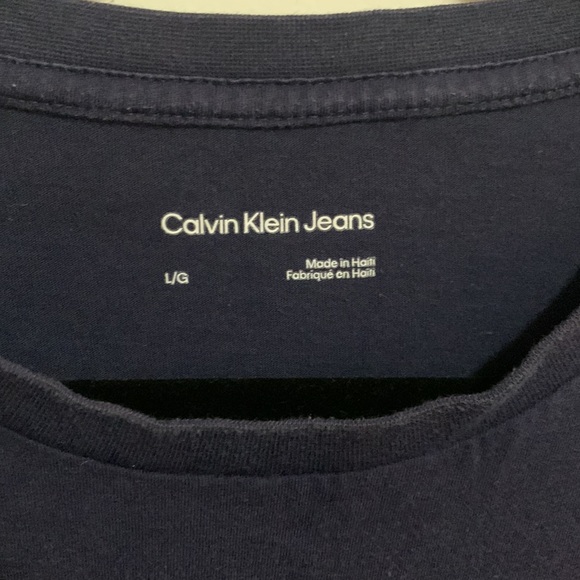 Calvin Klein Jeans
L/G
Made in Haiti
Fabriqué en Haïti